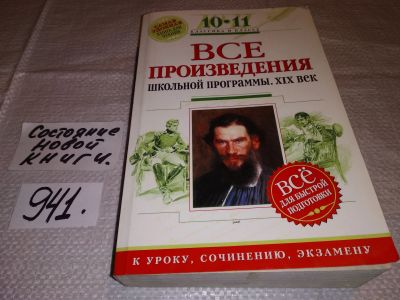 Состояние
новой
книги.
941.
10-11
ВСЕ
ПРОИЗВЕДЕНИЯ
ШКОЛЬНОЙ ПРОГРАММЫ. XIX ВЕК
ВСЁ
ДЛЯ БЫСТРОЙ
ПОДГОТОВКИ
К УРОКУ, СОЧИНЕНИЮ, ЭКЗАМЕНУ